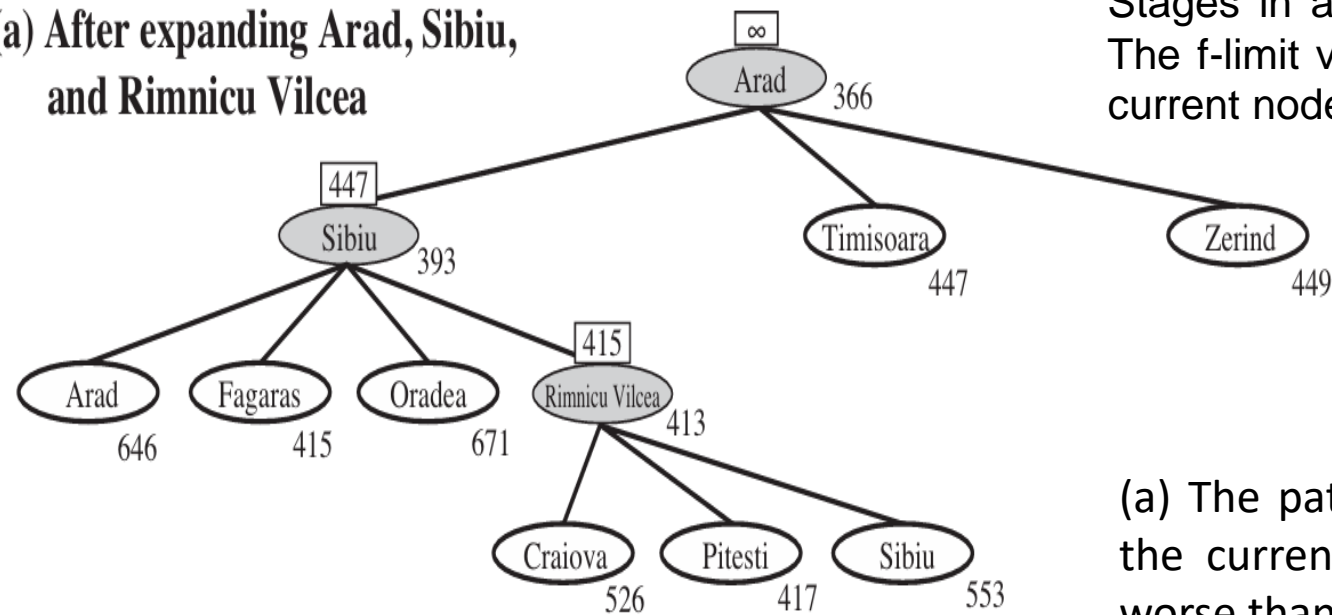 a) After expanding Arad, Sibiu,
and Rimnicu Vilcea
Stages in a
The f-limit v
current node
∞
Arad
366
447
Sibiu
393
Timisoara
447
Zerind
449
Arad
646
Fagaras
415
Oradea
671
415
Rimnicu Vilcea
413
Craiova
526
Pitesti
417
Sibiu
553
(a) The pat
the curren
worse than